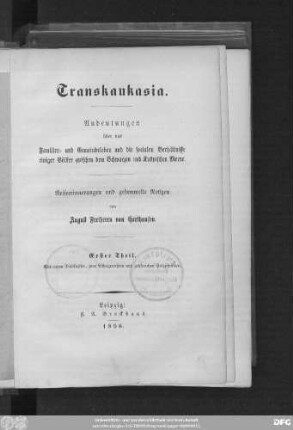 Transkaukasia.
Andeutungen
über das
Familien- und Gemeindeleben und die socialen Verhältnisse
einiger Völker zwischen dem Schwarzen und Kaspischen Meere.
Reiseerinnerungen und gesammelte Notizen
von
August Freiherrn von Haxthausen.
Erster Theil.
Leipzig:
F. A. Brockhaus.
1856.
DFG